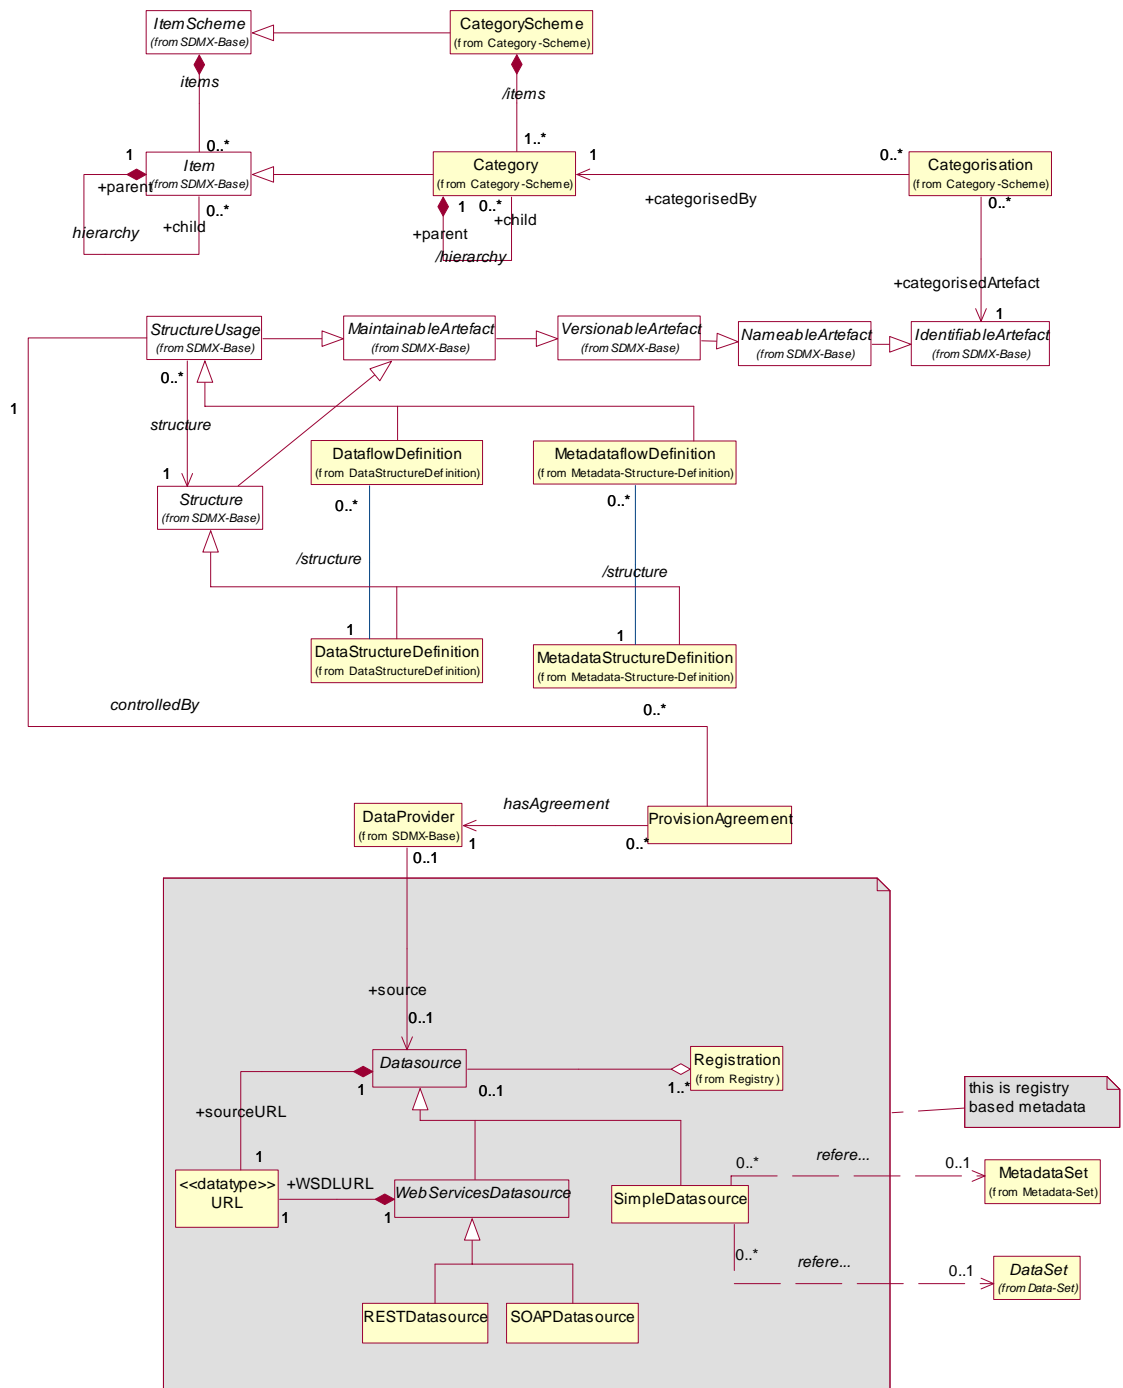 ItemScheme
(from SDMX-Base)
CategoryScheme
(from Category-Scheme)
items
/items
0..*
1..*
1
Item
(from SDMX-Base)
+parent
0..*
+child
hierarchy
Category
(from Category-Scheme)
1
0..*
+parent
+child
/hierarchy
1
0..*
+categorisedBy
Categorisation
(from Category-Scheme)
0..*
+categorisedArtefact
1
StructureUsage
(from SDMX-Base)
MaintainableArtefact
(from SDMX-Base)
VersionableArtefact
(from SDMX-Base)
NameableArtefact
(from SDMX-Base)
IdentifiableArtefact
(from SDMX-Base)
0..*
1
structure
1
Structure
(from SDMX-Base)
DataflowDefinition
(from DataStructureDefinition)
MetadataflowDefinition
(from Metadata-Structure-Definition)
0..*
0..*
/structure
/structure
1
1
DataStructureDefinition
(from DataStructureDefinition)
MetadataStructureDefinition
(from Metadata-Structure-Definition)
controlledBy
0..*
DataProvider
(from SDMX-Base)
hasAgreement
ProvisionAgreement
0..1
1
0..*
+source
0..1
Datasource
1
0..1
Registration
(from Registry)
1..*
this is registry
based metadata
+sourceURL
1
<<datatype>>
URL
+WSDLURL
1
1
WebServicesDatasource
SimpleDatasource
0..*
refere...
0..1
MetadataSet
(from Metadata-Set)
0..*
refere...
0..1
DataSet
(from Data-Set)
RESTDatasource
SOAPDatasource